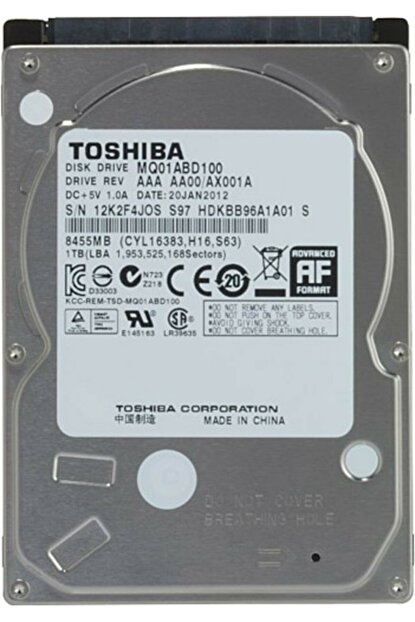 TOSHIBA
DISK DRIVE MQ01ABD100
DRIVE REV AAA AA00/AX001A
DC+5V 1.0A DATE 20JAN2012
S/N 12K2F4JOS S97 HDKBB96A1A01 S
8455MB (CYL16383,H16,S63)
1TB(LBA 1,953,525,168Sectors)
D33003
N723
Z218
20
ADVANCED
AF
FORMAT
KCC-REM-TSD-MQ01ABD100
*DO NOT REMOVE ANY LABELS.
*DO NOT PUSH ON THE TOP COVER.
*AVOID GIVING SHOCK.
*DO NOT COVER BREATHING HOLE.
E145163
LR39635
TOSHIBA CORPORATION
中国制造 MADE IN CHINA
DO NOT COVER
BREATHING HOLE